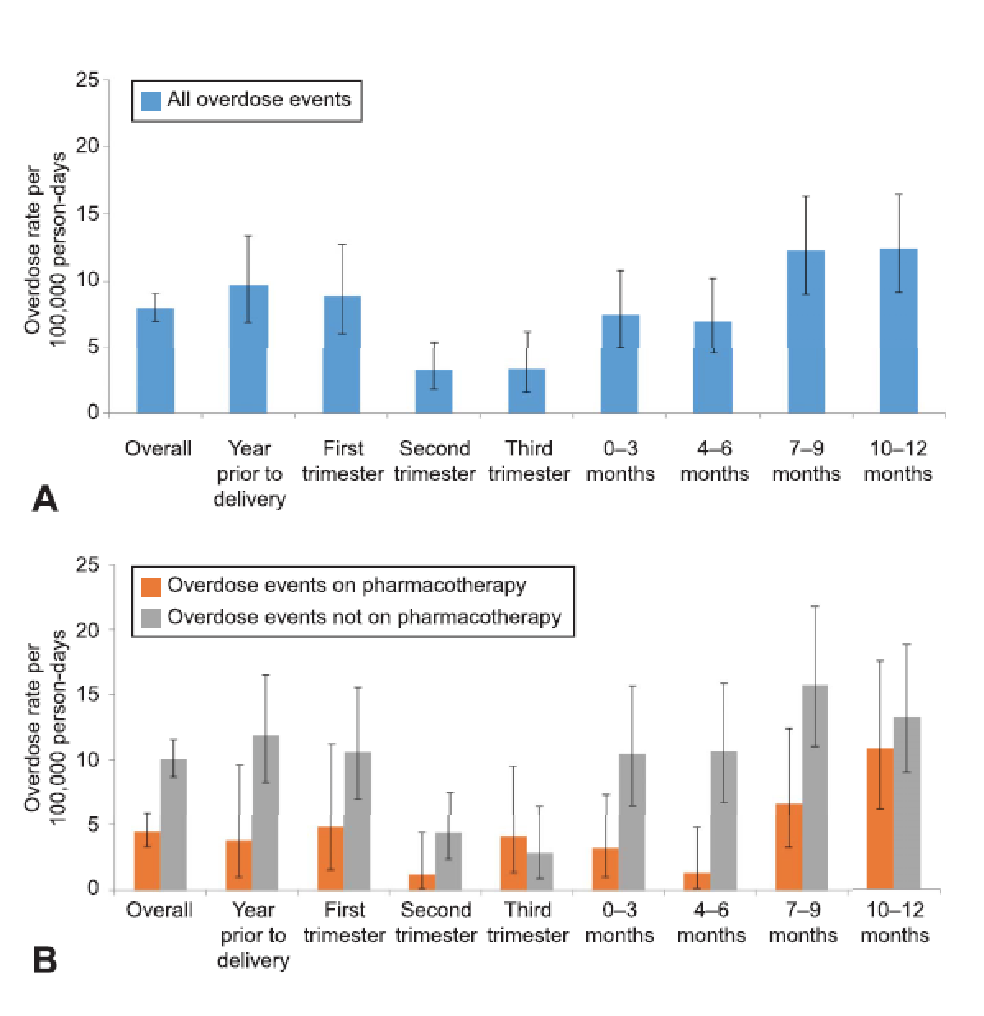 25
All overdose events
20
15
10
5
0
Overdose rate per
100,000 person-days
Overall
Year
prior to
delivery
First
trimester
Second
trimester
Third
trimester
0–3
months
4–6
months
7–9
months
10–12
months
A
25
Overdose events on pharmacotherapy
Overdose events not on pharmacotherapy
20
15
10
5
0
Overdose rate per
100,000 person-days
Overall
Year
prior to
delivery
First
trimester
Second
trimester
Third
trimester
0–3
months
4–6
months
7–9
months
10–12
months
B